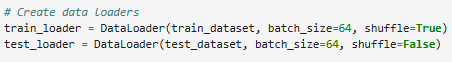 # Create data loaders
train_loader = DataLoader(train_dataset, batch_size=64, shuffle=True)
test_loader = DataLoader(test_dataset, batch_size=64, shuffle=False)